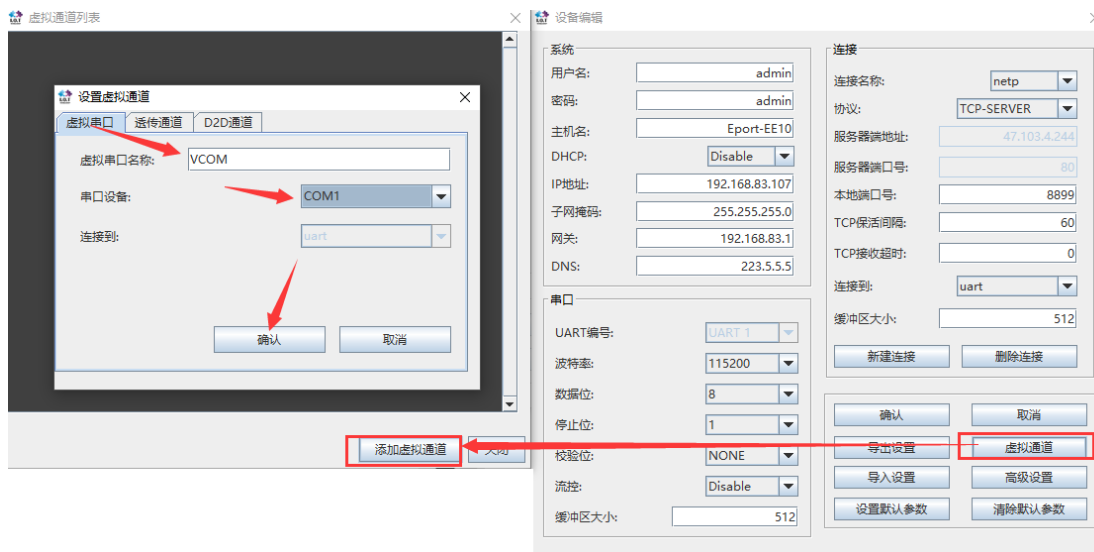 虚拟通道列表
设置虚拟通道
虚拟串口 透传通道 D2D通道
虚拟串口名称: VCOM
串口设备: COM1
连接到: uart
确认 取消
添加虚拟通道 关闭
设备编辑
系统
用户名: admin
密码: admin
主机名: Eport-EE10
DHCP: Disable
IP地址: 192.168.83.107
子网掩码: 255.255.255.0
网关: 192.168.83.1
DNS: 223.5.5.5
串口
UART编号: UART 1
波特率: 115200
数据位: 8
停止位: 1
校验位: NONE
流控: Disable
缓冲区大小: 512
连接
连接名称: netp
协议: TCP-SERVER
服务器端地址: 47.103.4.244
服务器端口号: 80
本地端口号: 8899
TCP保活间隔: 60
TCP接收超时: 0
连接到: uart
缓冲区大小: 512
新建连接 删除连接
确认 取消
导出设置 虚拟通道
导入设置 高级设置
设置默认参数 清除默认参数